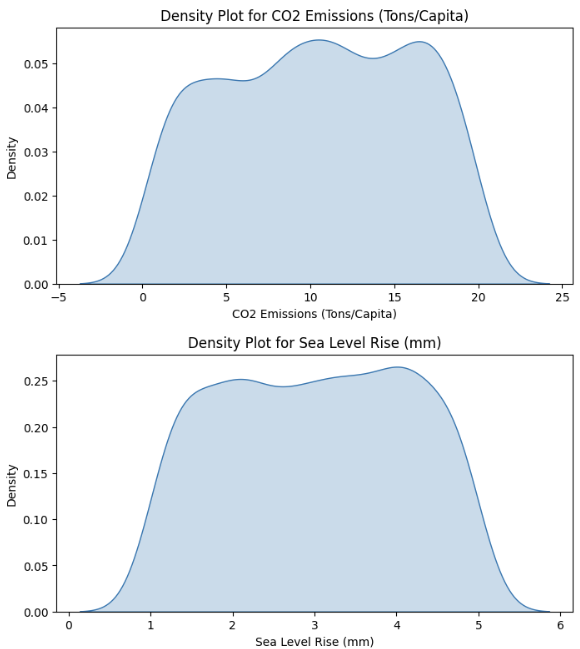 Density Plot for CO2 Emissions (Tons/Capita)
0.05
0.04
0.03
0.02
0.01
0.00
Density
−5 0 5 10 15 20 25
CO2 Emissions (Tons/Capita)
Density Plot for Sea Level Rise (mm)
0.25
0.20
0.15
0.10
0.05
0.00
Density
0 1 2 3 4 5 6
Sea Level Rise (mm)